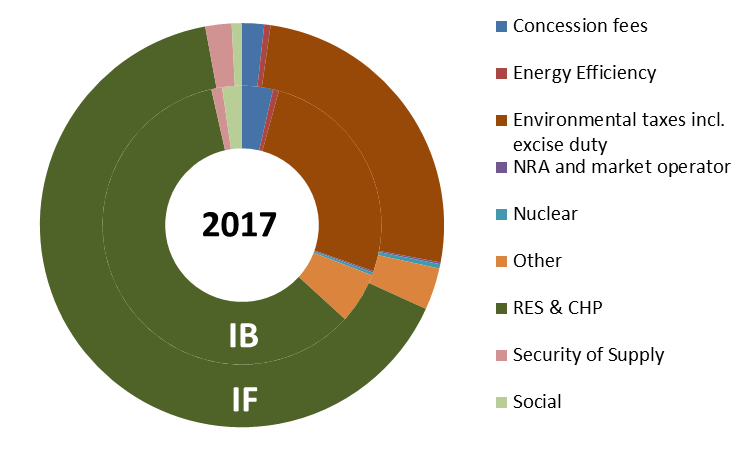 2017
IB
IF
Concession fees
Energy Efficiency
Environmental taxes incl.
excise duty
NRA and market operator
Nuclear
Other
RES & CHP
Security of Supply
Social